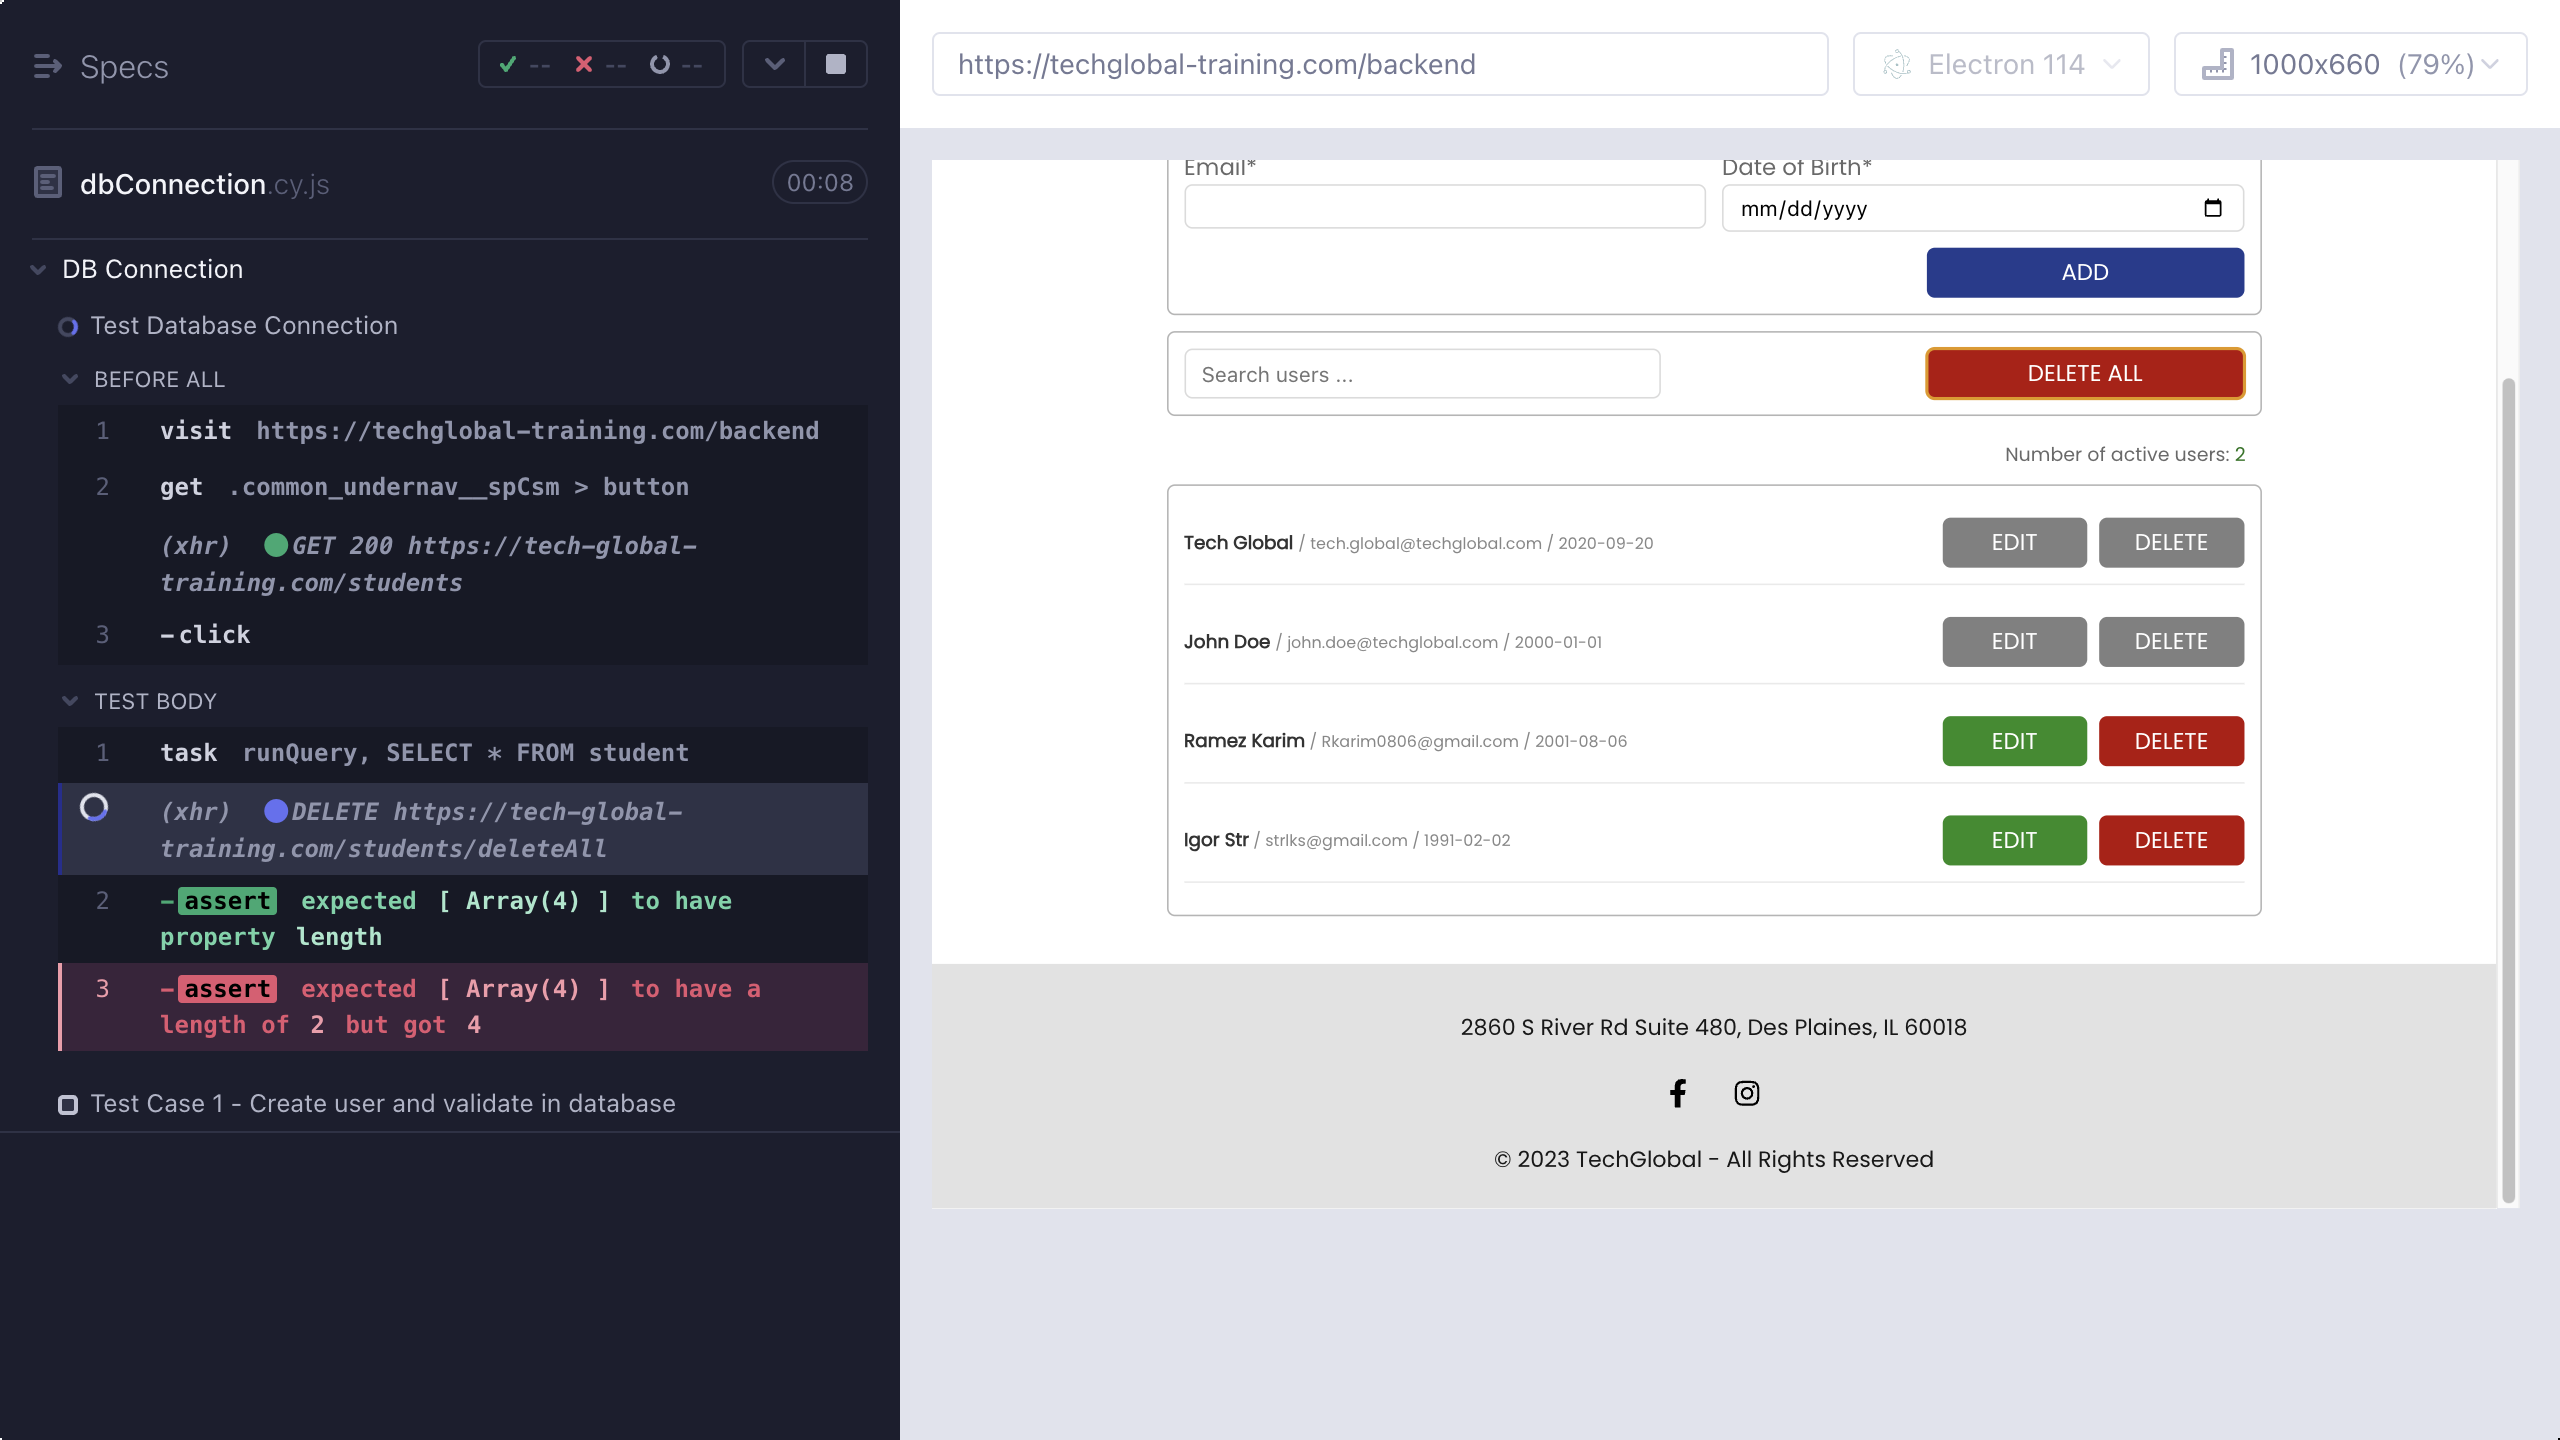 Specs
-- -- --
dbConnection.cy.js
00:08
DB Connection
Test Database Connection
BEFORE ALL
1 visit https://techglobal-training.com/backend
2 get .common_undernav__spCsm > button
(xhr) GET 200 https://tech-global-
training.com/students
3 -click
TEST BODY
1 task runQuery, SELECT * FROM student
(xhr) DELETE https://tech-global-
training.com/students/deleteAll
2 -assert expected [ Array(4) ] to have
property length
3 -assert expected [ Array(4) ] to have a
length of 2 but got 4
Test Case 1 - Create user and validate in database
https://techglobal-training.com/backend
Electron 114
1000x660 (79%)
Email* Date of Birth*
mm/dd/yyyy
ADD
Search users ... DELETE ALL
Number of active users: 2
Tech Global / tech.global@techglobal.com / 2020-09-20 EDIT DELETE
John Doe / john.doe@techglobal.com / 2000-01-01 EDIT DELETE
Ramez Karim / Rkarim0806@gmail.com / 2001-08-06 EDIT DELETE
Igor Str / strlks@gmail.com / 1991-02-02 EDIT DELETE
2860 S River Rd Suite 480, Des Plaines, IL 60018
© 2023 TechGlobal - All Rights Reserved